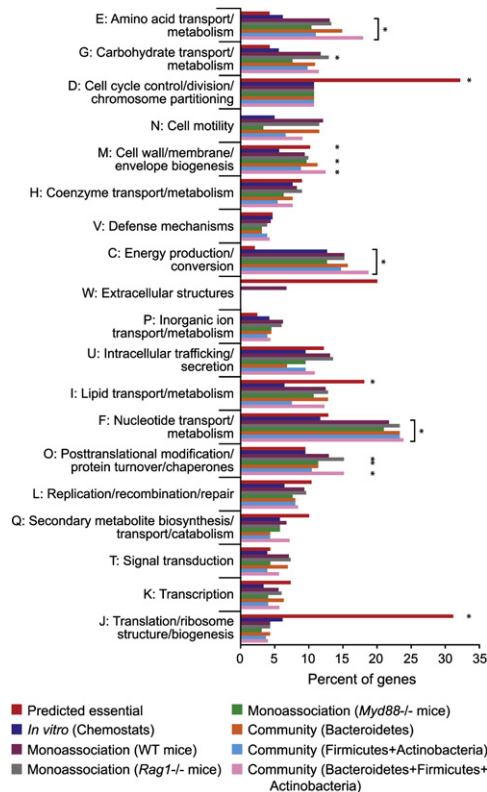 E: Amino acid transport/
metabolism
*
G: Carbohydrate transport/
metabolism
*
D: Cell cycle control/division/
chromosome partitioning
*
N: Cell motility
M: Cell wall/membrane/
envelope biogenesis
*
*
*
H: Coenzyme transport/metabolism
V: Defense mechanisms
C: Energy production/
conversion
*
W: Extracellular structures
P: Inorganic ion
transport/metabolism
U: Intracellular trafficking/
secretion
I: Lipid transport/metabolism
*
F: Nucleotide transport/
metabolism
*
O: Posttranslational modification/
protein turnover/chaperones
*
*
*
L: Replication/recombination/repair
Q: Secondary metabolite biosynthesis/
transport/catabolism
T: Signal transduction
K: Transcription
J: Translation/ribosome
structure/biogenesis
*
0 5 10 15 20 25 30 35
Percent of genes
Predicted essential
In vitro (Chemostats)
Monoassociation (WT mice)
Monoassociation (Rag1-/- mice)
Monoassociation (Myd88-/- mice)
Community (Bacteroidetes)
Community (Firmicutes+Actinobacteria)
Community (Bacteroidetes+Firmicutes+
Actinobacteria)